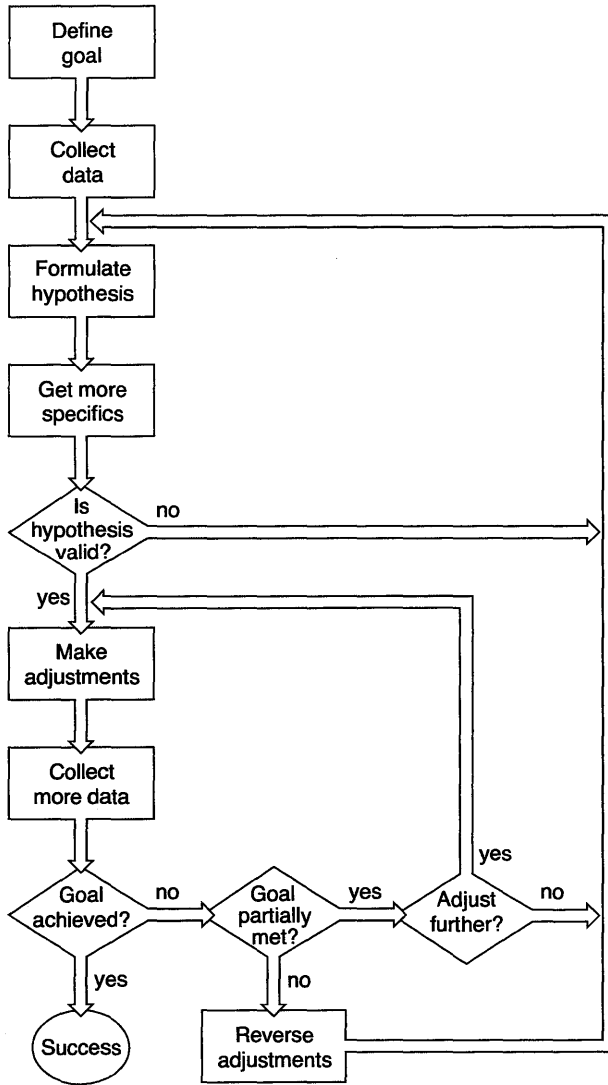 Define
goal
Collect
data
Formulate
hypothesis
Get more
specifics
Is
hypothesis
valid?
no
yes
Make
adjustments
Collect
more data
Goal
achieved?
no
yes
Goal
partially
met?
yes
no
Adjust
further?
yes
no
Success
Reverse
adjustments